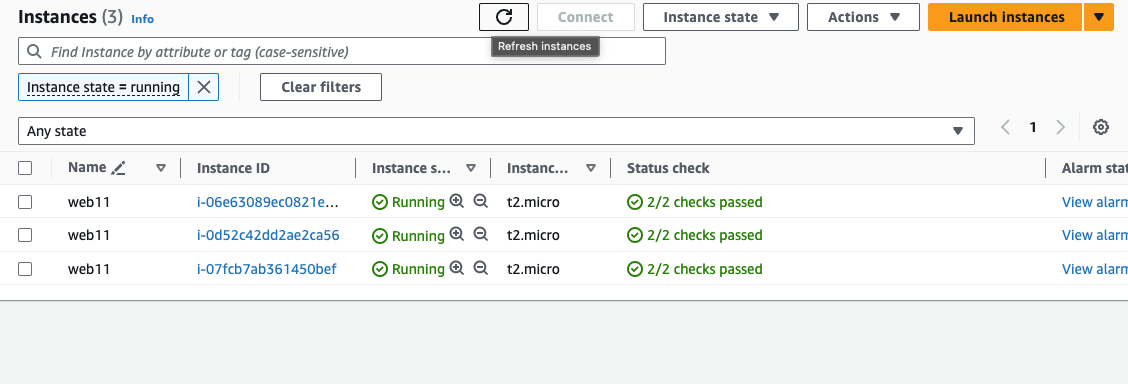 Instances (3) Info Connect Instance state Actions Launch instances
Refresh instances
Find Instance by attribute or tag (case-sensitive)
Instance state = running Clear filters
Any state 1
Name Instance ID Instance s... Instanc... Status check Alarm stat
web11 i-06e63089ec0821e... Running t2.micro 2/2 checks passed View alarm
web11 i-0d52c42dd2ae2ca56 Running t2.micro 2/2 checks passed View alarm
web11 i-07fcb7ab361450bef Running t2.micro 2/2 checks passed View alarm